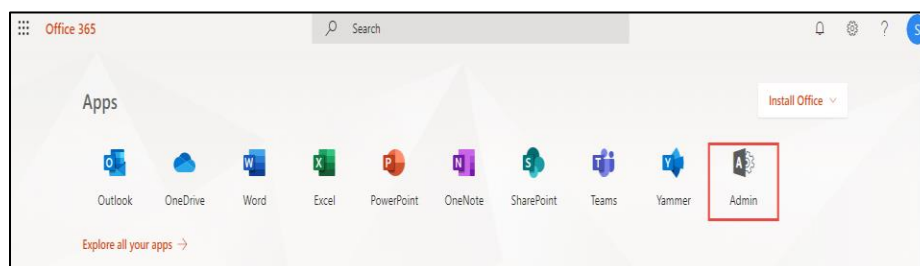 Office 365
Search
?
S
Apps
Install Office
Outlook OneDrive Word Excel PowerPoint OneNote SharePoint Teams Yammer Admin
Explore all your apps →